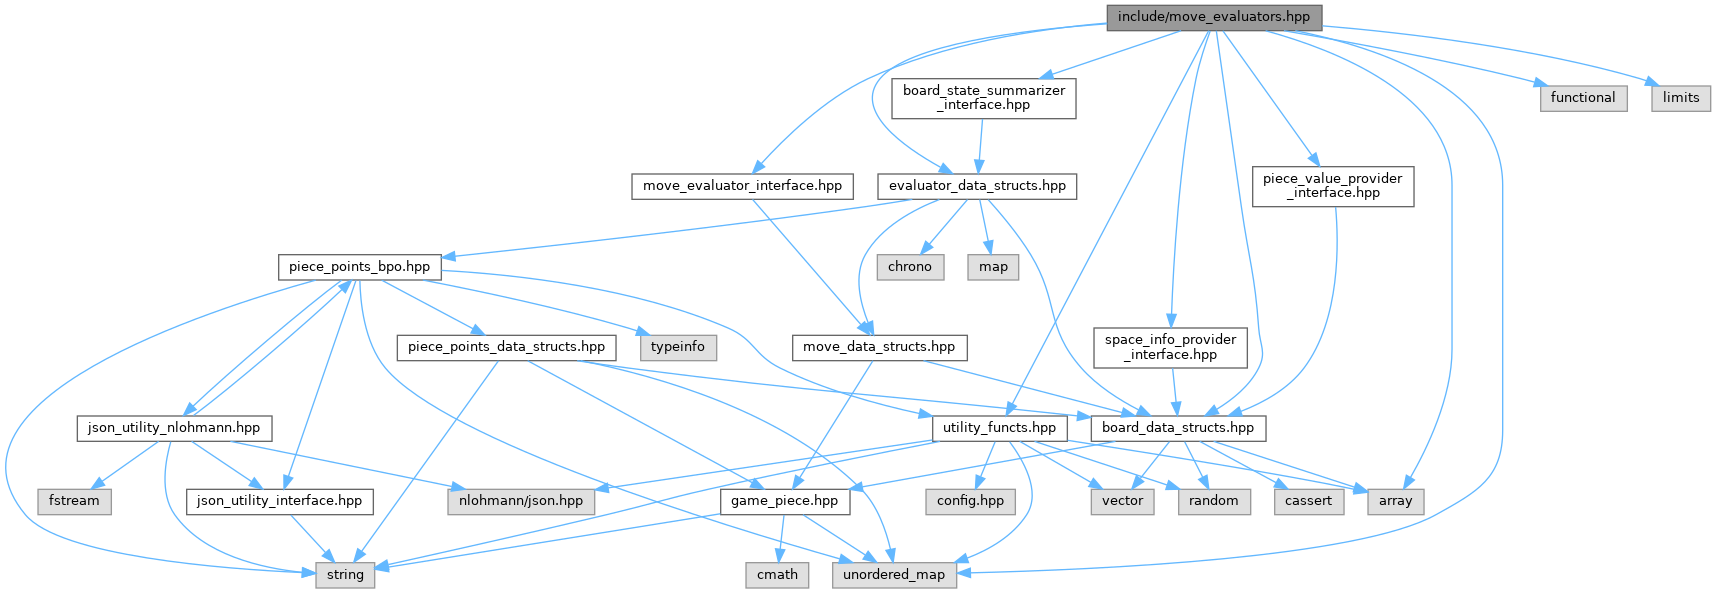 include/move_evaluators.hpp
board_state_summarizer
_interface.hpp
functional
limits
move_evaluator_interface.hpp
evaluator_data_structs.hpp
piece_value_provider
_interface.hpp
piece_points_bpo.hpp
chrono
map
piece_points_data_structs.hpp
typeinfo
move_data_structs.hpp
space_info_provider
_interface.hpp
json_utility_nlohmann.hpp
utility_functs.hpp
board_data_structs.hpp
fstream
json_utility_interface.hpp
nlohmann/json.hpp
game_piece.hpp
config.hpp
vector
random
cassert
array
string
cmath
unordered_map